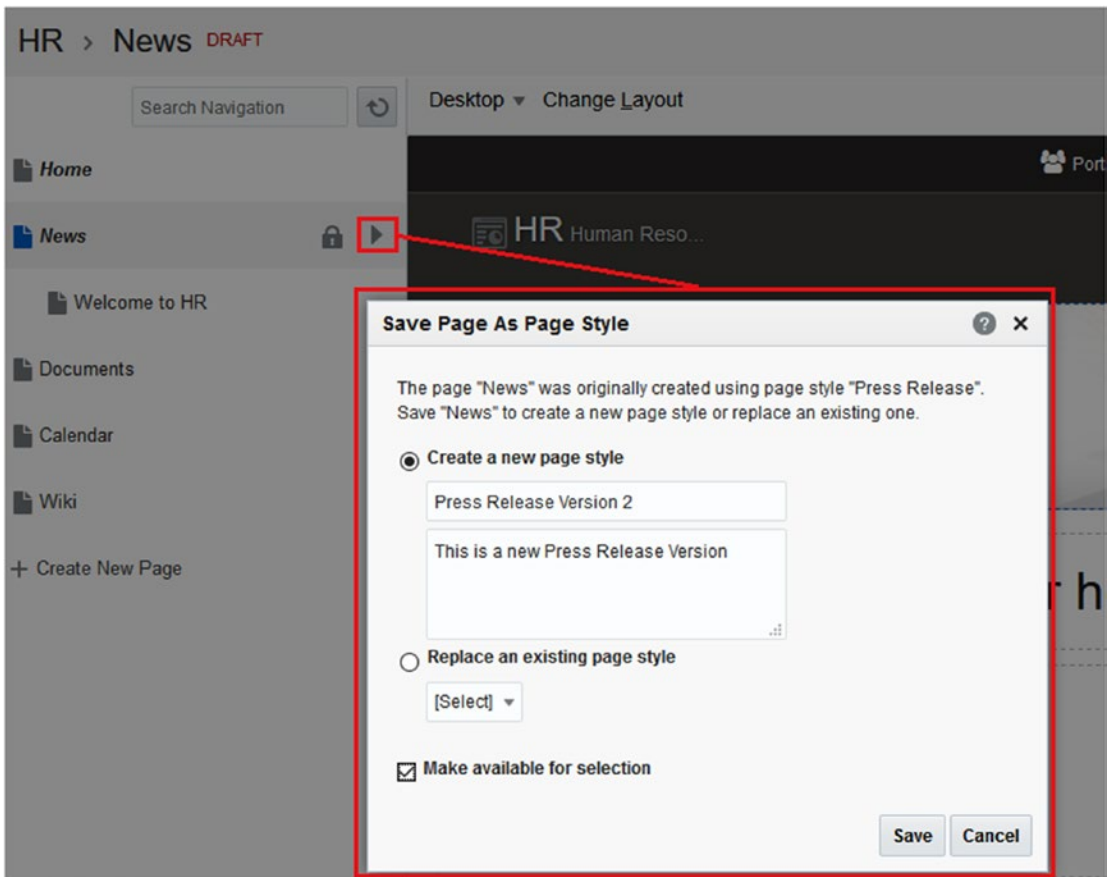 HR > News DRAFT
Search Navigation
Desktop Change Layout
Home
Port
News
HR Human Reso...
Welcome to HR
Documents
Calendar
Wiki
+ Create New Page
Save Page As Page Style
The page "News" was originally created using page style "Press Release".
Save "News" to create a new page style or replace an existing one.
Create a new page style
Press Release Version 2
This is a new Press Release Version
Replace an existing page style
[Select]
Make available for selection
Save Cancel
r h